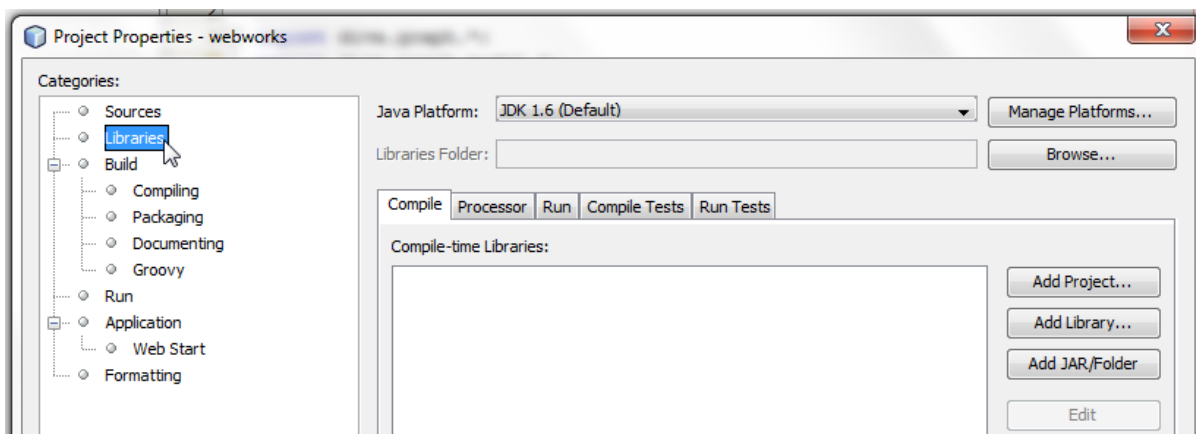 Project Properties - webworks
Categories:
Sources
Libraries
Build
Compiling
Packaging
Documenting
Groovy
Run
Application
Web Start
Formatting
Java Platform: JDK 1.6 (Default) Manage Platforms...
Libraries Folder: Browse...
Compile Processor Run Compile Tests Run Tests
Compile-time Libraries:
Add Project...
Add Library...
Add JAR/Folder
Edit